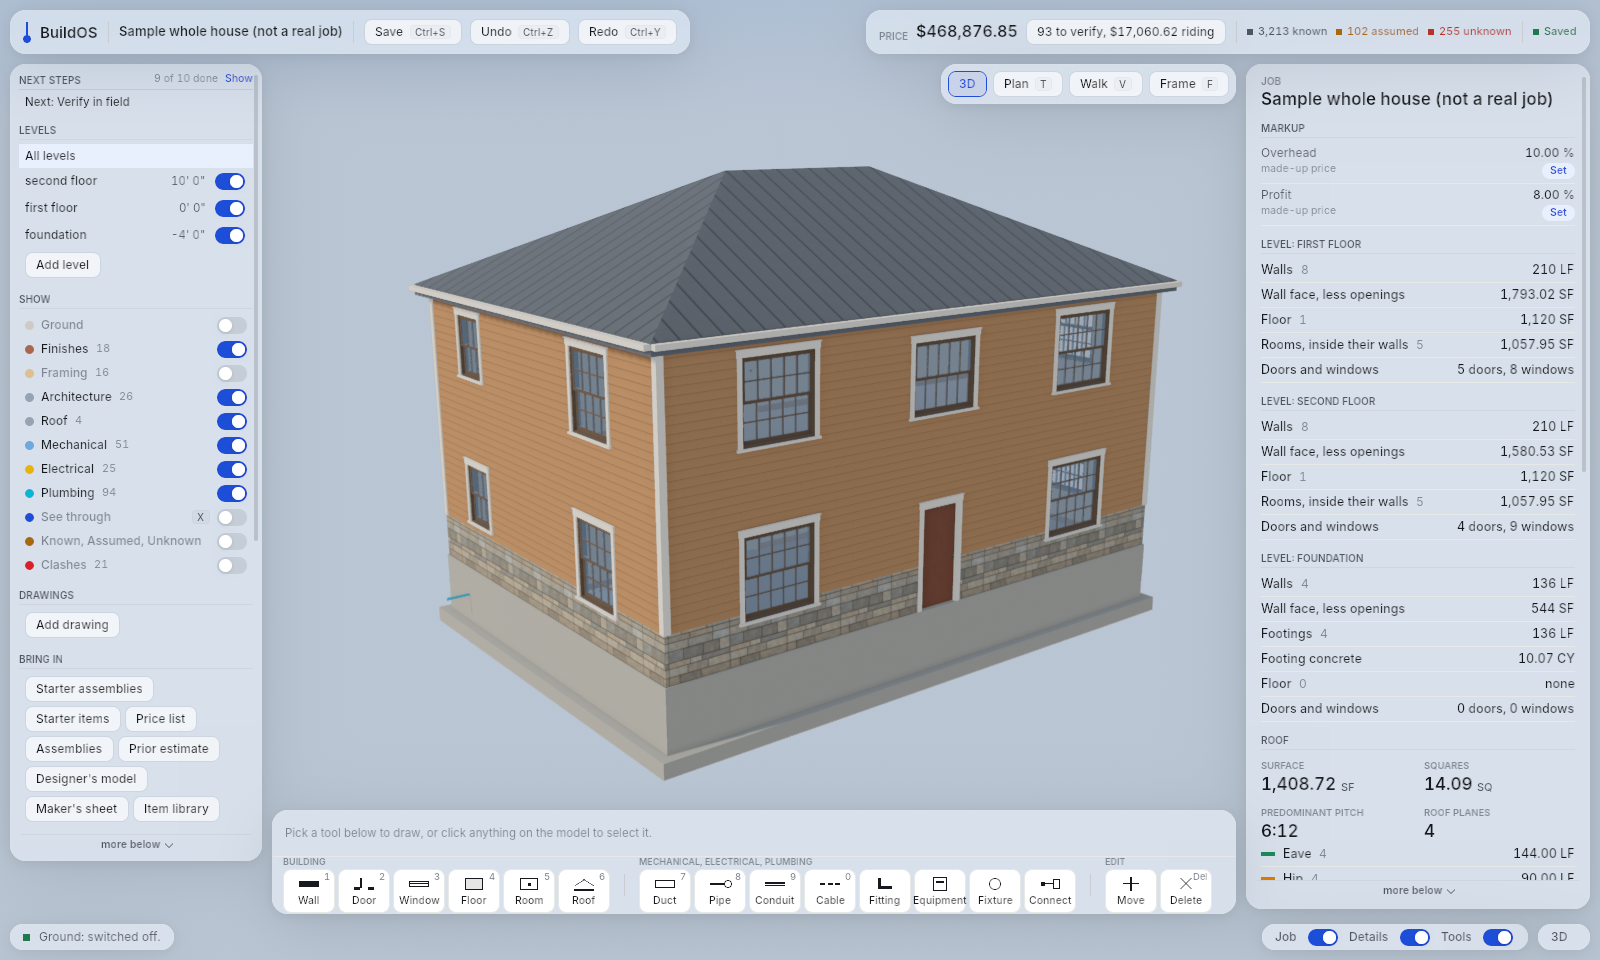 BuildOS
Sample whole house (not a real job)
Save Ctrl+S
Undo Ctrl+Z
Redo Ctrl+Y
PRICE $468,876.85
93 to verify, $17,060.62 riding
3,213 known
102 assumed
255 unknown
Saved
NEXT STEPS 9 of 10 done Show
Next: Verify in field
LEVELS
All levels
second floor 10' 0"
first floor 0' 0"
foundation -4' 0"
Add level
SHOW
Ground
Finishes 18
Framing 16
Architecture 26
Roof 4
Mechanical 51
Electrical 25
Plumbing 94
See through X
Known, Assumed, Unknown
Clashes 21
DRAWINGS
Add drawing
BRING IN
Starter assemblies
Starter items Price list
Assemblies Prior estimate
Designer's model
Maker's sheet Item library
more below
Ground: switched off.
3D
Plan T
Walk V
Frame F
Pick a tool below to draw, or click anything on the model to select it.
BUILDING
1 Wall
2 Door
3 Window
4 Floor
5 Room
6 Roof
MECHANICAL, ELECTRICAL, PLUMBING
7 Duct
8 Pipe
9 Conduit
0 Cable
Fitting
Equipment
Fixture
Connect
EDIT
Move
Del Delete
JOB
Sample whole house (not a real job)
MARKUP
Overhead 10.00 %
made-up price Set
Profit 8.00 %
made-up price Set
LEVEL: FIRST FLOOR
Walls 8 210 LF
Wall face, less openings 1,793.02 SF
Floor 1 1,120 SF
Rooms, inside their walls 5 1,057.95 SF
Doors and windows 5 doors, 8 windows
LEVEL: SECOND FLOOR
Walls 8 210 LF
Wall face, less openings 1,580.53 SF
Floor 1 1,120 SF
Rooms, inside their walls 5 1,057.95 SF
Doors and windows 4 doors, 9 windows
LEVEL: FOUNDATION
Walls 4 136 LF
Wall face, less openings 544 SF
Footings 4 136 LF
Footing concrete 10.07 CY
Floor 0 none
Doors and windows 0 doors, 0 windows
ROOF
SURFACE SQUARES
1,408.72 SF 14.09 SQ
PREDOMINANT PITCH ROOF PLANES
6:12 4
Eave 4 144.00 LF
Hip 4 90.00 LF
more below
Job Details Tools 3D